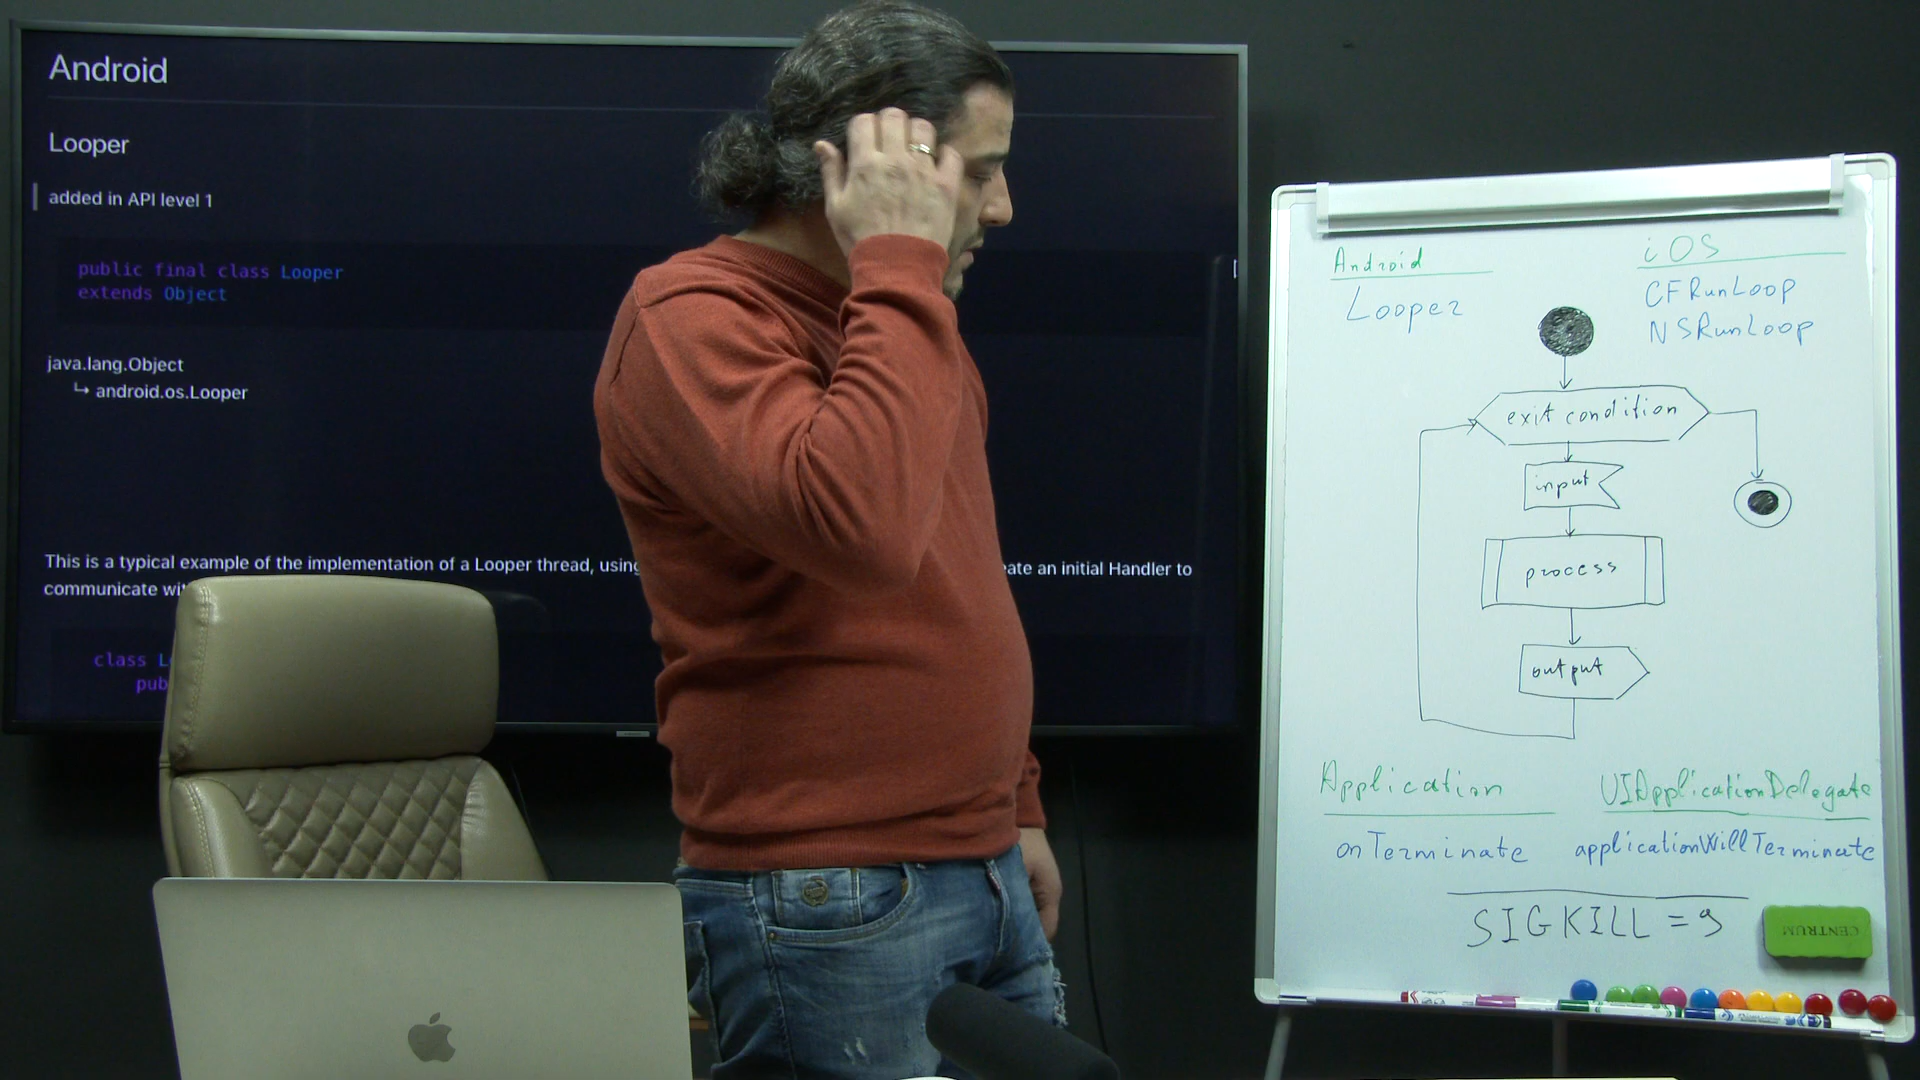 Android
Looper
added in API level 1
public final class Looper
extends Object
java.lang.Object
↳ android.os.Looper
This is a typical example of the implementation of a Looper thread, using
ate an initial Handler to
communicate wi
class L
pub
Android
Looper
iOS
CFRunLoop
NSRunLoop
exit condition
input
process
output
Application
onTerminate
UIApplicationDelegate
applicationWillTerminate
SIGKILL = 9
CENTRUM